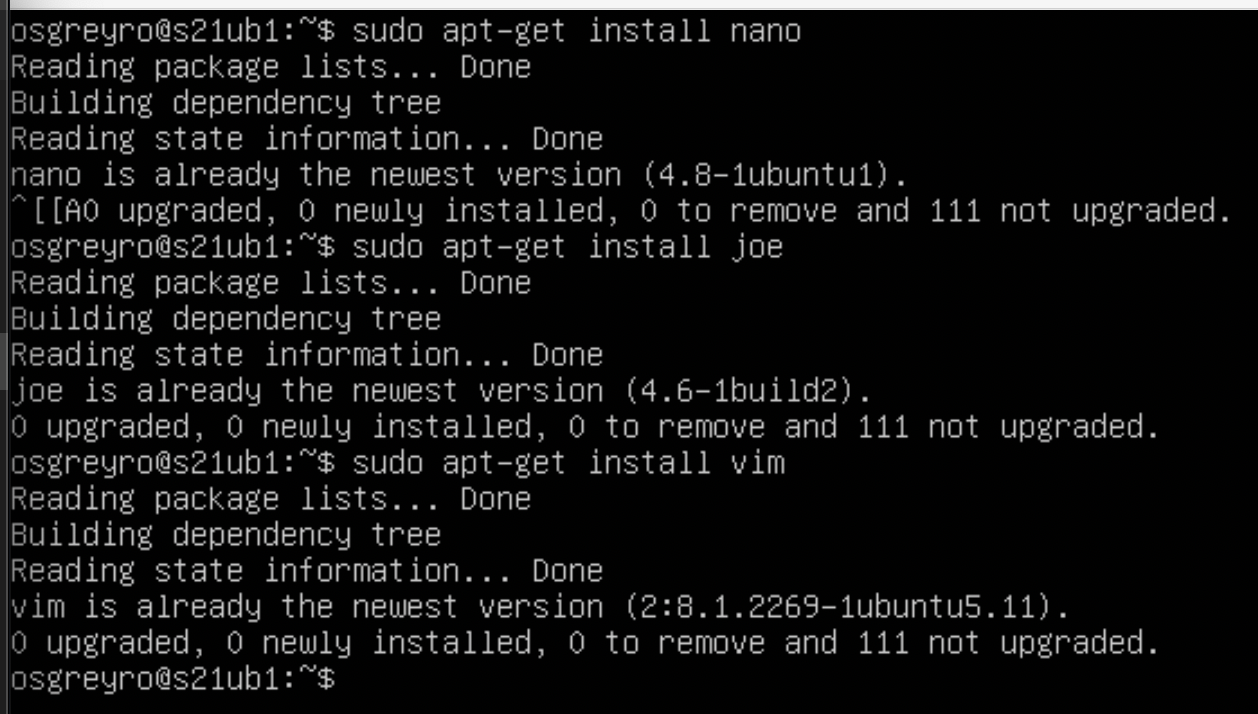 osgreyro@s21ub1:~$ sudo apt-get install nano
Reading package lists... Done
Building dependency tree
Reading state information... Done
nano is already the newest version (4.8-1ubuntu1).
^[[A0 upgraded, 0 newly installed, 0 to remove and 111 not upgraded.
osgreyro@s21ub1:~$ sudo apt-get install joe
Reading package lists... Done
Building dependency tree
Reading state information... Done
joe is already the newest version (4.6-1build2).
0 upgraded, 0 newly installed, 0 to remove and 111 not upgraded.
osgreyro@s21ub1:~$ sudo apt-get install vim
Reading package lists... Done
Building dependency tree
Reading state information... Done
vim is already the newest version (2:8.1.2269-1ubuntu5.11).
0 upgraded, 0 newly installed, 0 to remove and 111 not upgraded.
osgreyro@s21ub1:~$